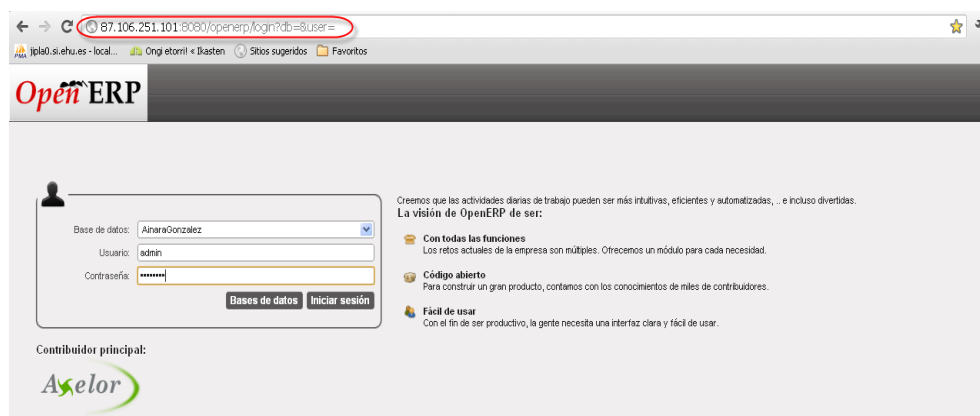 87.106.251.101:8080/openerp/login?db=&user=
PMA jipla0.si.ehu.es - local... Ongi etorri! « Ikasten Sitios sugeridos Favoritos
Open ERP
Creemos que las actividades diarias de trabajo pueden ser más intuitivas, eficientes y automatizadas, .. e incluso divertidas.
La visión de OpenERP de ser:
Base de datos: AinaraGonzalez
Usuario: admin
Contraseña: ••••••••
Bases de datos Iniciar sesión
Con todas las funciones
Los retos actuales de la empresa son múltiples. Ofrecemos un módulo para cada necesidad.
Código abierto
Para construir un gran producto, contamos con los conocimientos de miles de contribuidores.
Fácil de usar
Con el fin de ser productivo, la gente necesita una interfaz clara y fácil de usar.
Contribuidor principal:
Axelor